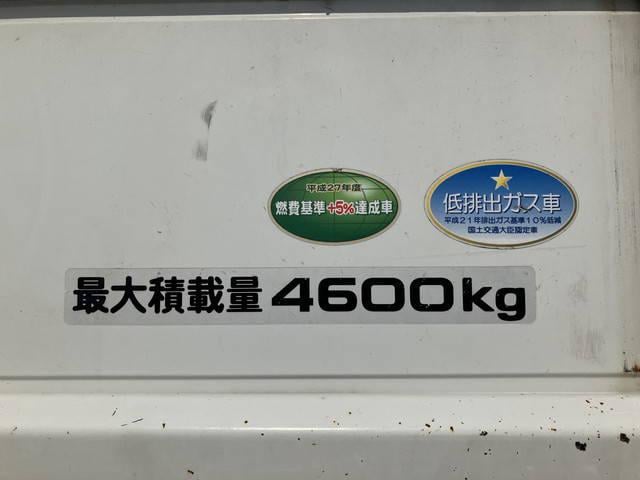 平成27年度
燃費基準+5%達成車
低排出ガス車
平成21年排出ガス基準10%低減
国土交通大臣認定車
最大積載量 4600kg